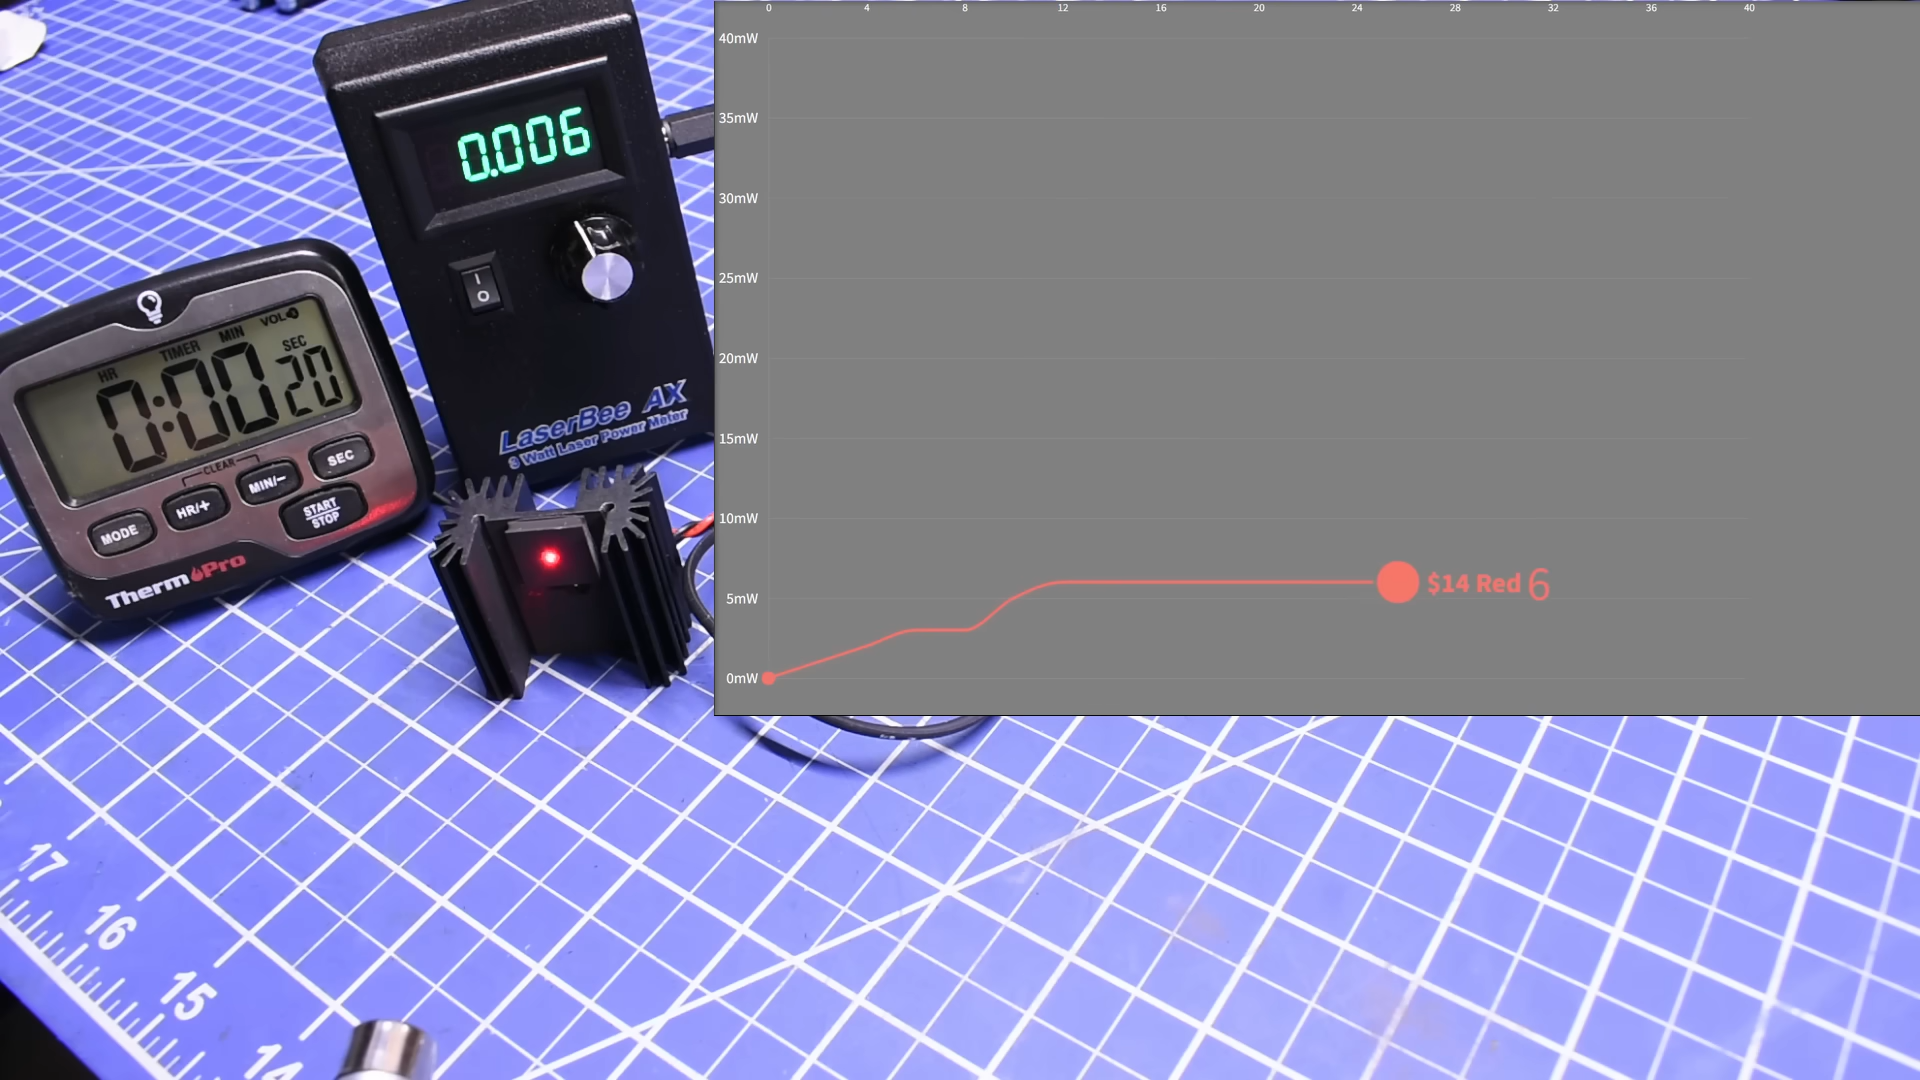 0.006
I
O
LaserBee AX
3 Watt Laser Power Meter
HR TIMER MIN VOL
SEC
0:00 20
CLEAR
MODE HR/+ MIN/- SEC
START/STOP
ThermoPro
17
16
15
14
0 4 8 12 16 20 24 28 32 36 40
40mW
35mW
30mW
25mW
20mW
15mW
10mW
5mW
0mW
$14 Red 6